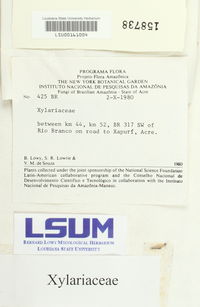 Louisiana State University Herbarium
LSU00141004
158738
PROGRAMA FLORA
Projeto Flora Amazônica
THE NEW YORK BOTANICAL GARDEN
INSTITUTO NACIONAL DE PESQUISAS DA AMAZÔNIA
Fungi of Brazilian Amazônia - State of Acre
No. 425 BR 2-X-1980
Xylariaceae
between km 44, km 52, BR 317 SW of
Rio Branco on road to Xapurí, Acre.
B. Lowy, S. R. Lowrie &
V. M. de Souza 1980
Plants collected under the joint sponsorship of the National Science Foundation
Latin-American collaborative program and the Conselho Nacional de
Desenvolvimento Científico e Tecnológico in collaboration with the Instituto
Nacional de Pesquisas da Amazônia-Manaus.
LSUM
BERNARD LOWY MYCOLOGICAL HERBARIUM
LOUISIANA STATE UNIVERSITY
Xylariaceae